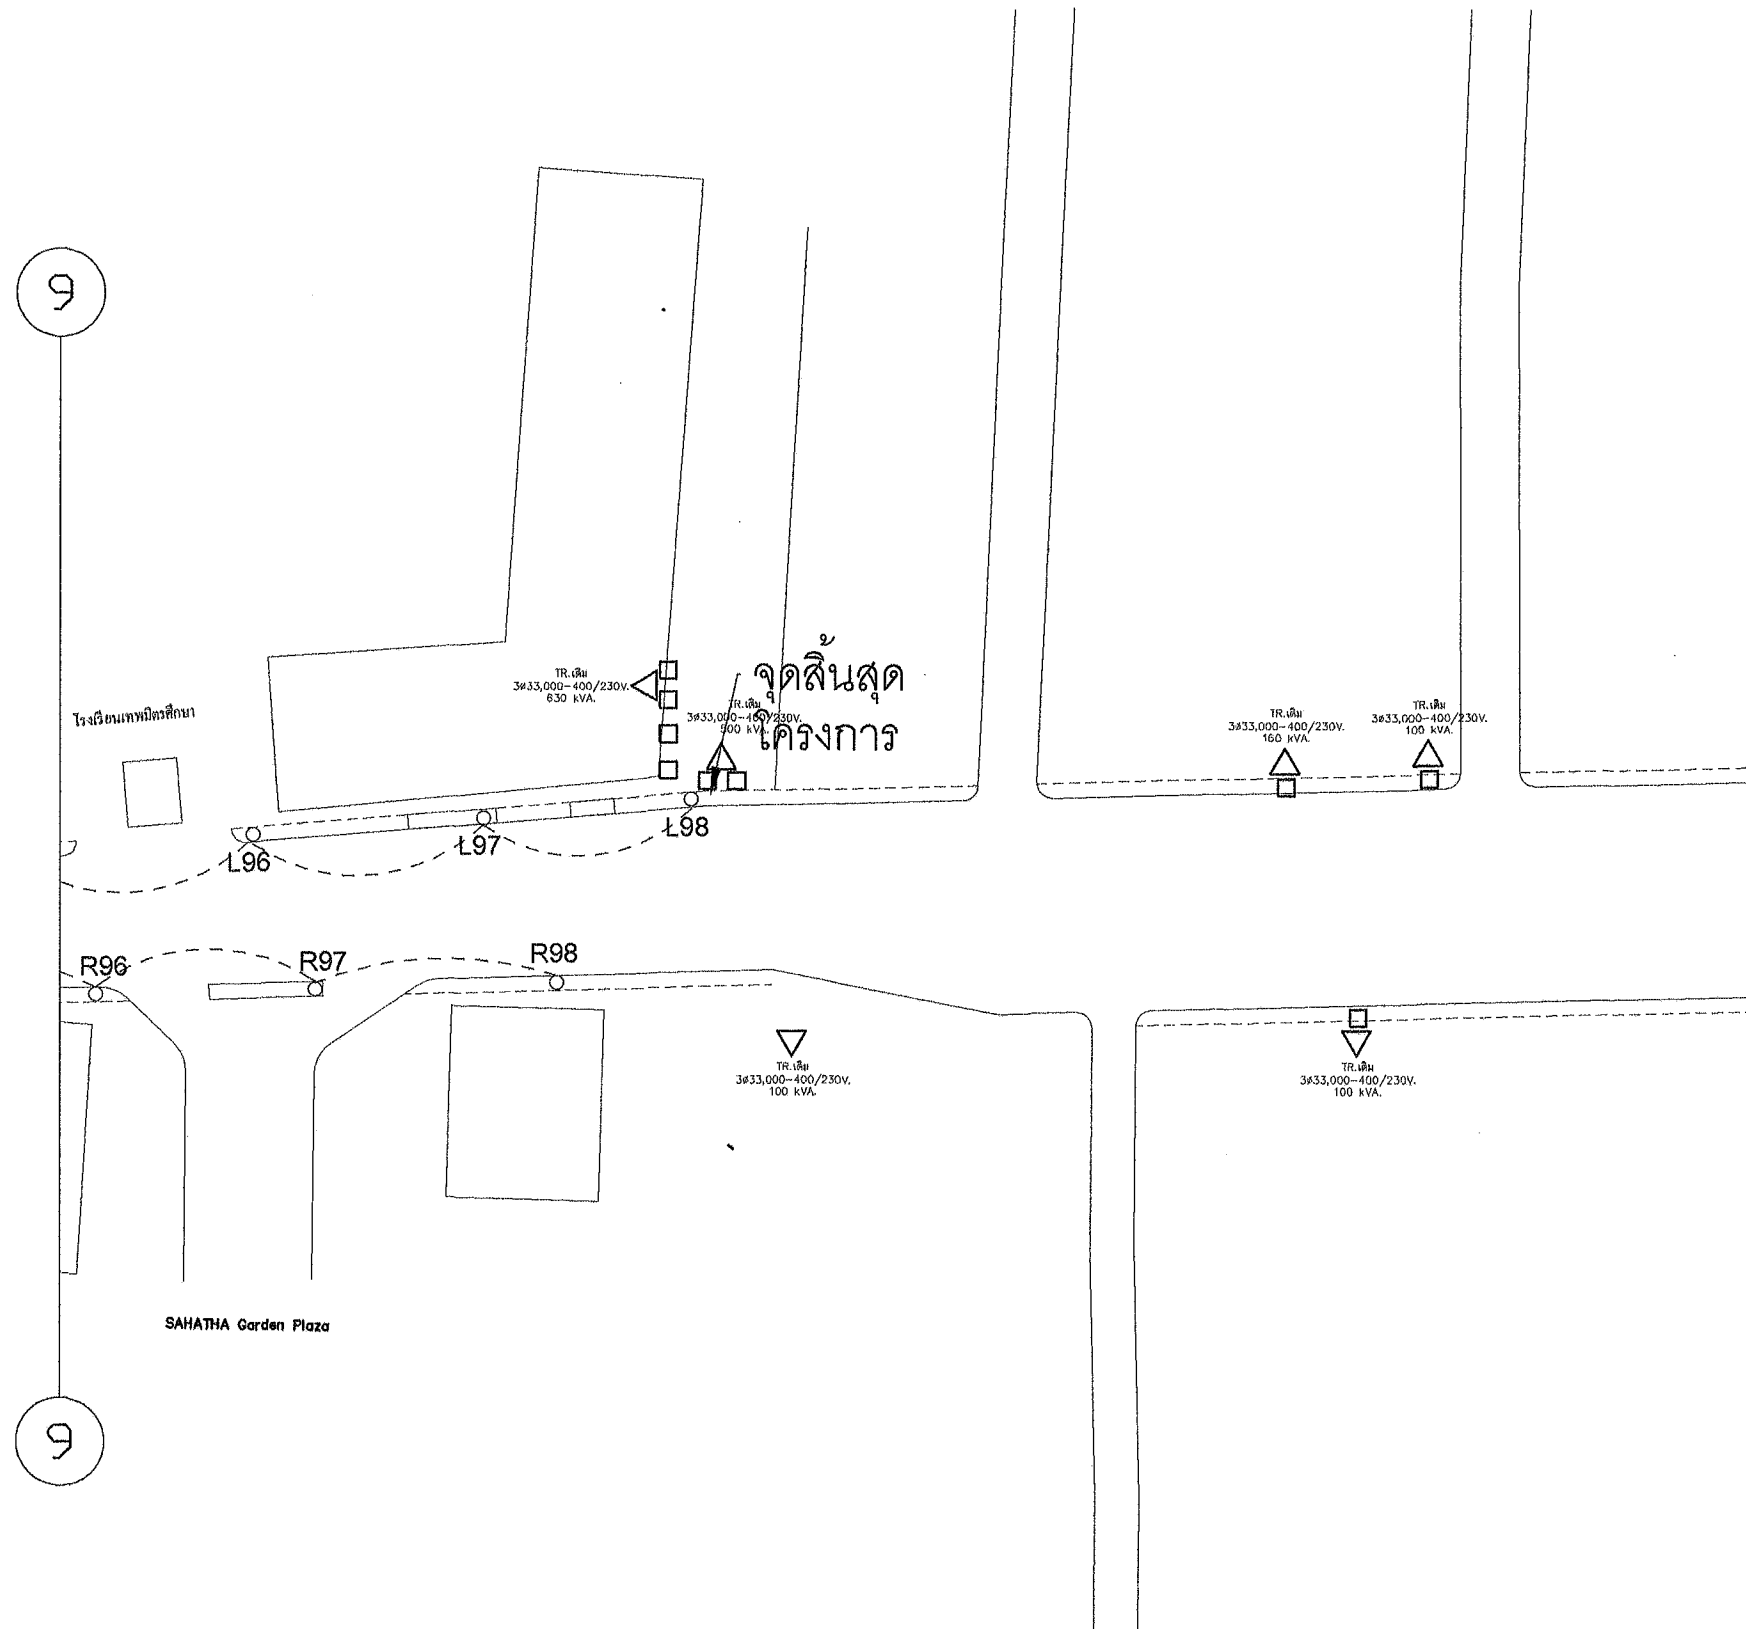 9
โรงเรียนเทพมิตรศึกษา
TR.เดิม
3ø33,000-400/230V.
630 kVA.
จุดสิ้นสุด
โครงการ
TR.เดิม
3ø33,000-400/230V.
500 kVA.
TR.เดิม
3ø33,000-400/230V.
160 kVA.
TR.เดิม
3ø33,000-400/230V.
100 kVA.
L96
L97
L98
R96
R97
R98
TR.เดิม
3ø33,000-400/230V.
100 kVA.
TR.เดิม
3ø33,000-400/230V.
100 kVA.
SAHATHA Garden Plaza
9